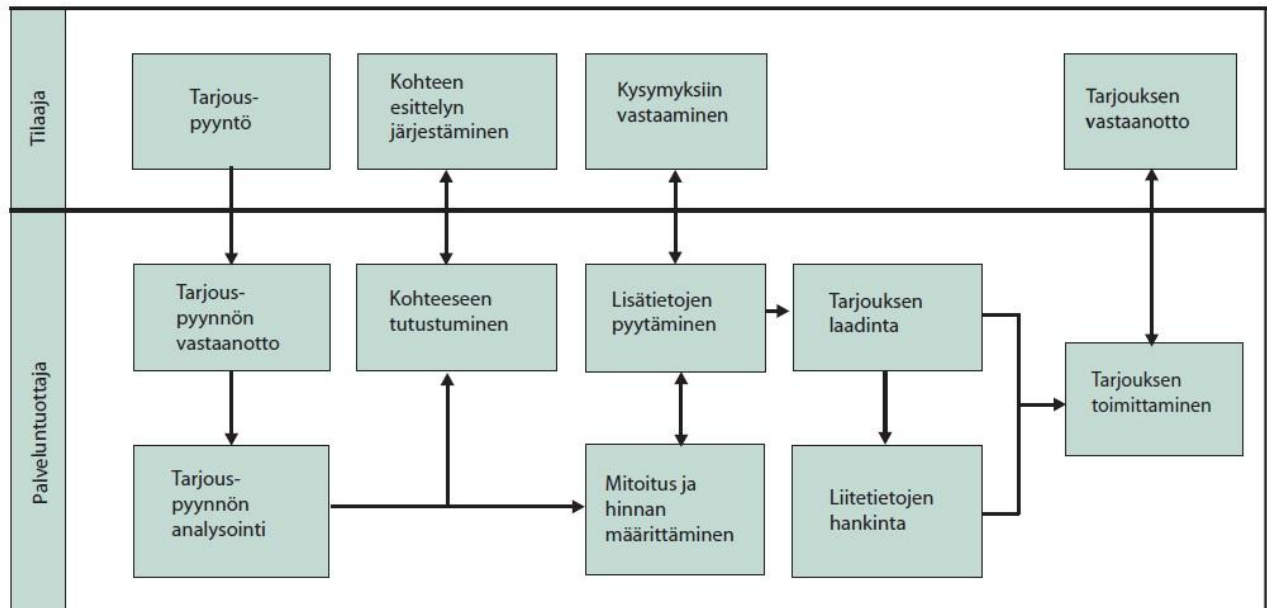 Tilaaja
Tarjous-
pyyntö
Kohteen
esittelyn
järjestäminen
Kysymyksiin
vastaaminen
Tarjouksen
vastaanotto
Palveluntuottaja
Tarjous-
pyynnön
vastaanotto
Kohteeseen
tutustuminen
Lisätietojen
pyytäminen
Tarjouksen
laadinta
Tarjouksen
toimittaminen
Tarjous-
pyynnön
analysointi
Mitoitus ja
hinnan
määrittäminen
Liitetietojen
hankinta